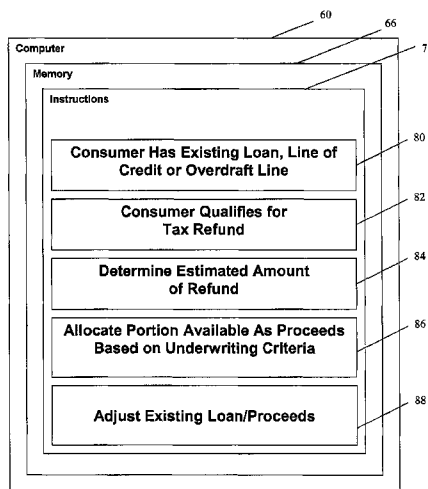 60
66
7
Computer
Memory
Instructions
Consumer Has Existing Loan, Line of
Credit or Overdraft Line
80
Consumer Qualifies for
Tax Refund
82
Determine Estimated Amount
of Refund
84
Allocate Portion Available As Proceeds
Based on Underwriting Criteria
86
Adjust Existing Loan/Proceeds
88